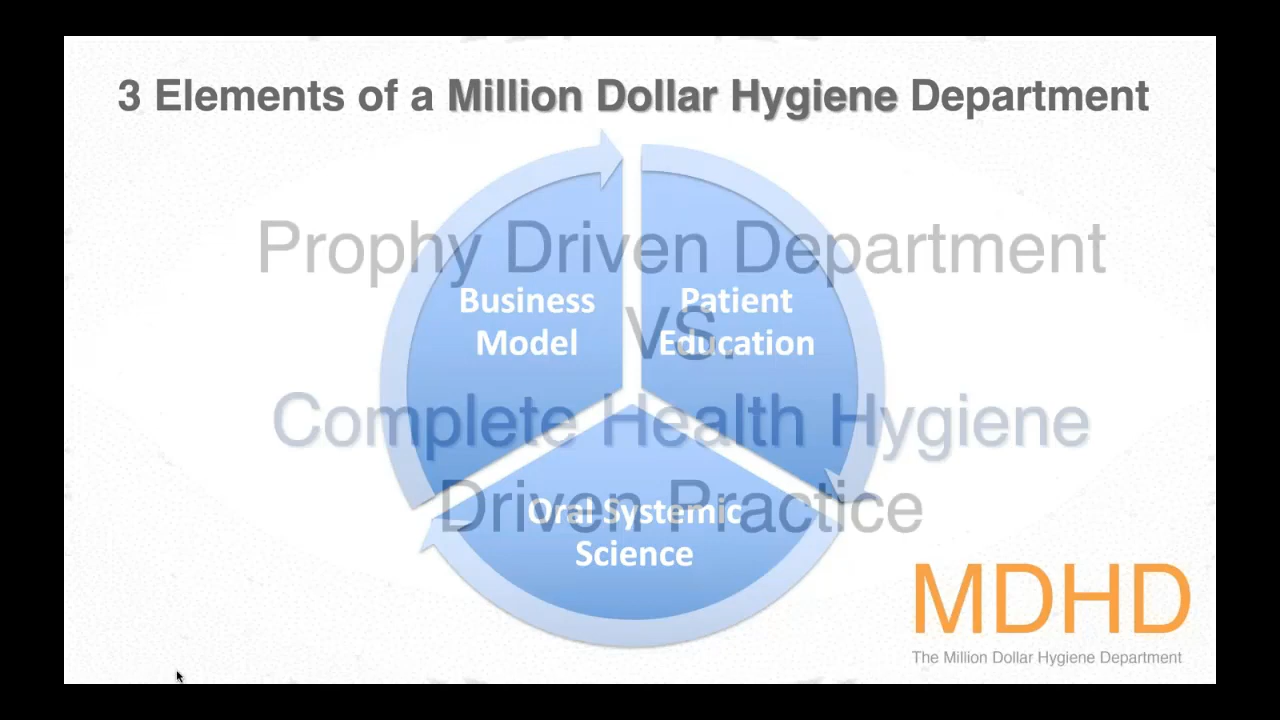 3 Elements of a Million Dollar Hygiene Department
Prophy Driven Department
vs.
Complete Health Hygiene
Driven Practice
Business
Model
Patient
Education
Oral Systemic
Science
MDHD
The Million Dollar Hygiene Department